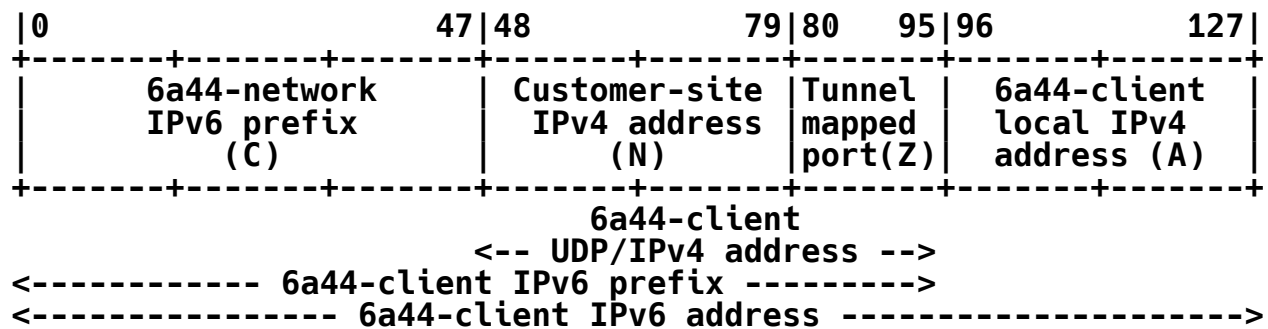 |0                         47|48             79|80   95|96            127|
+-------+-------+-------+-------+-------+-------+-------+-------+
|      6a44-network     | Customer-site |Tunnel |  6a44-client  |
|      IPv6 prefix      |  IPv4 address |mapped |  local IPv4   |
|          (C)          |      (N)      |port(Z)|  address (A)  |
+-------+-------+-------+-------+-------+-------+-------+-------+
6a44-client
<-- UDP/IPv4 address -->
<------------ 6a44-client IPv6 prefix --------->
<---------------- 6a44-client IPv6 address --------------------->